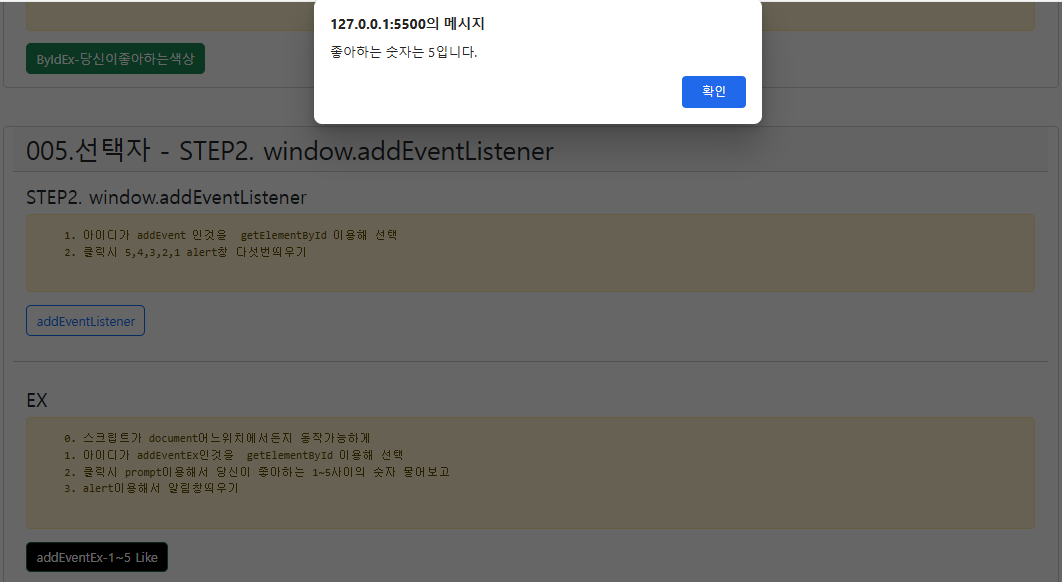 127.0.0.1:5500의 메시지
좋아하는 숫자는 5입니다.
확인
ByIdEx-당신이좋아하는색상
005.선택자 - STEP2. window.addEventListener
STEP2. window.addEventListener
1. 아이디가 addEvent 인것을 getElementById 이용해 선택
2. 클릭시 5,4,3,2,1 alert창 다섯번띄우기
addEventListener
EX
0. 스크립트가 document어느위치에서든지 동작가능하게
1. 아이디가 addEventEx인것을 getElementById 이용해 선택
2. 클릭시 prompt이용해서 당신이 좋아하는 1~5사이의 숫자 물어보고
3. alert이용해서 알림창띄우기
addEventEx-1~5 Like